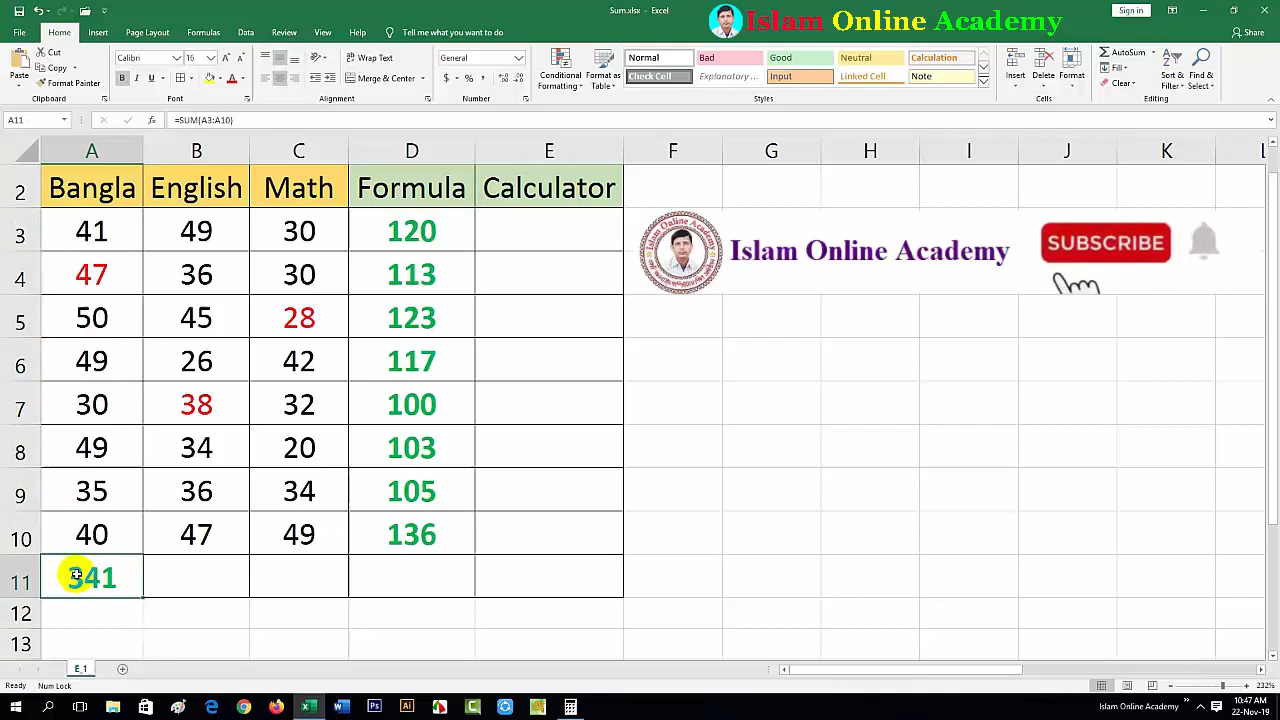 Sum.xlsx - Excel
Islam Online Academy
Sign in
File Home Insert Page Layout Formulas Data Review View Help Tell me what you want to do Share
Paste Cut Copy Format Painter
Clipboard
Calibri 16
B I U
Font
Wrap Text
Merge & Center
Alignment
General
$ % ,
Number
Conditional Formatting Format as Table
Normal Bad Good Neutral Calculation
Check Cell Explanatory ... Input Linked Cell Note
Styles
Insert Delete Format
Cells
AutoSum
Fill
Clear
Sort & Filter Find & Select
Editing
A11 fx =SUM(A3:A10)
A B C D E F G H I J K L
2 Bangla English Math Formula Calculator
3 41 49 30 120
4 47 36 30 113
5 50 45 28 123
6 49 26 42 117
7 30 38 32 100
8 49 34 20 103
9 35 36 34 105
10 40 47 49 136
11 341
12
13
Islam Online Academy
SUBSCRIBE
E_1
Ready Num Lock 232%
Islam Online Academy 10:47 AM
22-Nov-19